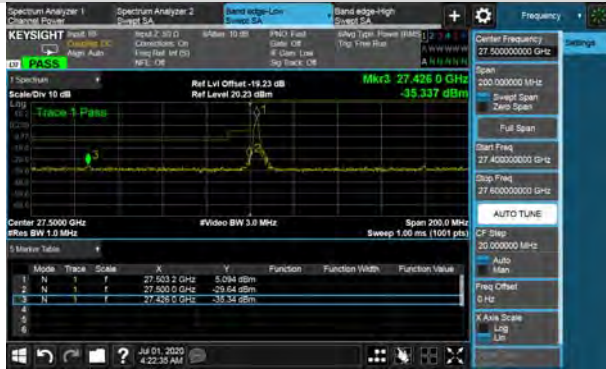 Spectrum Analyzer 1
Channel Power
Spectrum Analyzer 2
Swept SA
Band edge-Low
Swept SA
Band edge-High
Swept SA
+
Frequency
KEYSIGHT
Input: RF
Coupling: DC
Align: Auto
Input Z: 50 Ω
Corrections: On
Freq Ref: Int (S)
NFE: Off
#Atten: 10 dB
PNO: Fast
Gate: Off
IF Gain: Low
Sig Track: Off
#Avg Type: Power (RMS)
Trig: Free Run
PASS
1 Spectrum
Scale/Div 10 dB
Ref Lvl Offset -19.23 dB
Ref Level 20.23 dBm
Mkr3 27.426 0 GHz
-35.337 dBm
Log
Trace 1 Pass
Center 27.5000 GHz
#Res BW 1.0 MHz
#Video BW 3.0 MHz
Span 200.0 MHz
Sweep 1.00 ms (1001 pts)
5 Marker Table
Mode Trace Scale X Y Function Function Width Function Value
1 N 1 f 27.503 2 GHz 5.094 dBm
2 N 1 f 27.500 0 GHz -29.64 dBm
3 N 1 f 27.426 0 GHz -35.34 dBm
4
5
6
Jul 01, 2020
4:22:35 AM
Center Frequency
27.500000000 GHz
Settings
Span
200.000000 MHz
Swept Span
Zero Span
Full Span
Start Freq
27.400000000 GHz
Stop Freq
27.600000000 GHz
AUTO TUNE
CF Step
20.000000 MHz
Auto
Man
Freq Offset
0 Hz
X Axis Scale
Log
Lin